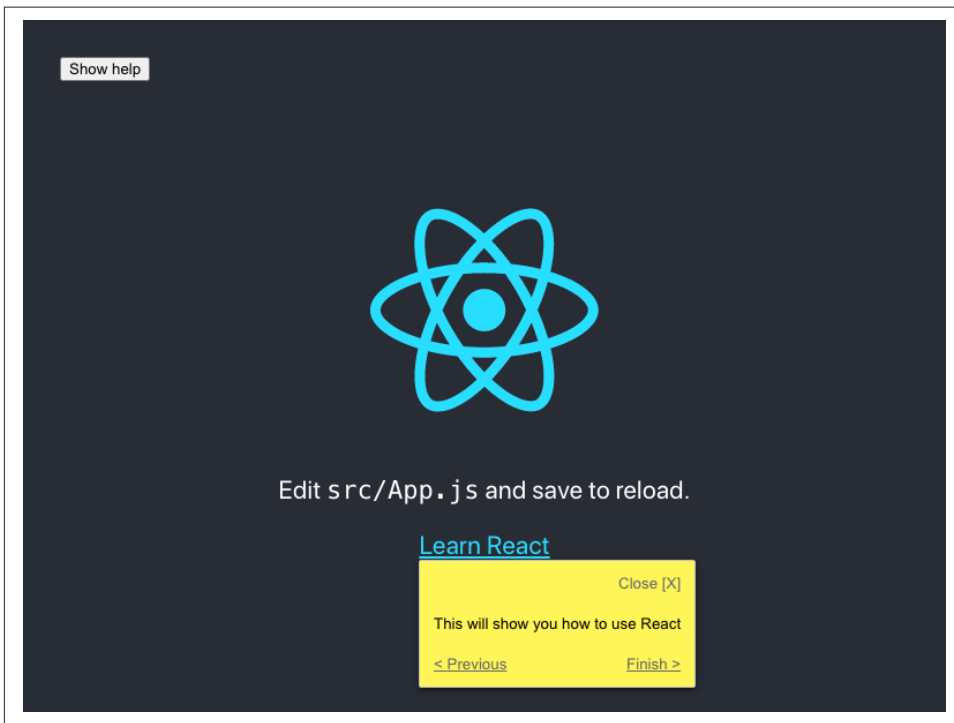 Show help
Edit src/App.js and save to reload.
Learn React
Close [X]
This will show you how to use React
< Previous
Finish >